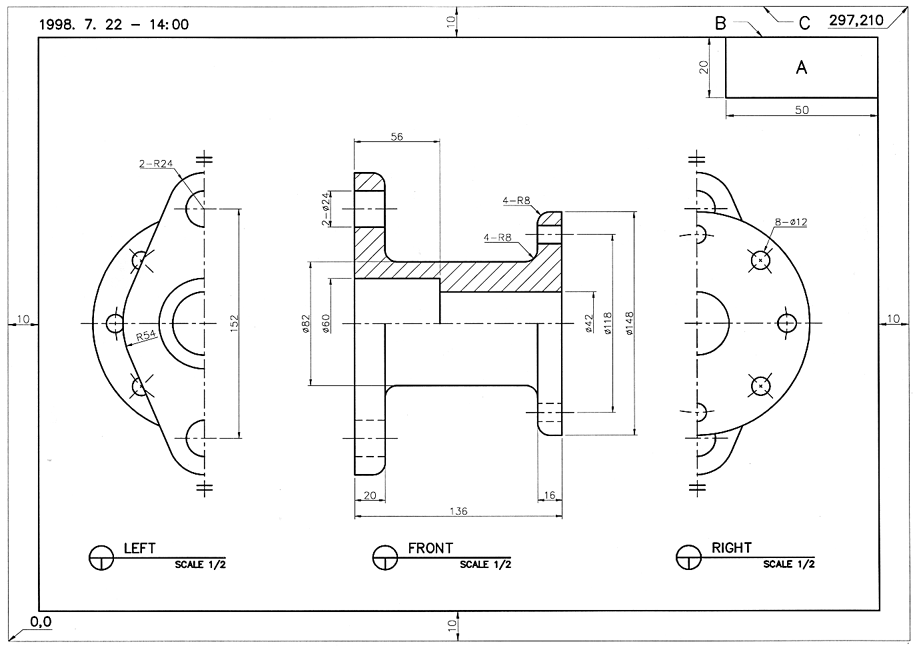 1998. 7. 22 - 14:00
10
B
C
297,210
20
A
50
56
2-R24
2-ø24
4-R8
4-R8
8-ø12
10
152
R54
ø82
ø60
ø42
ø118
ø148
10
20
16
136
LEFT
SCALE 1/2
FRONT
SCALE 1/2
RIGHT
SCALE 1/2
0,0
10